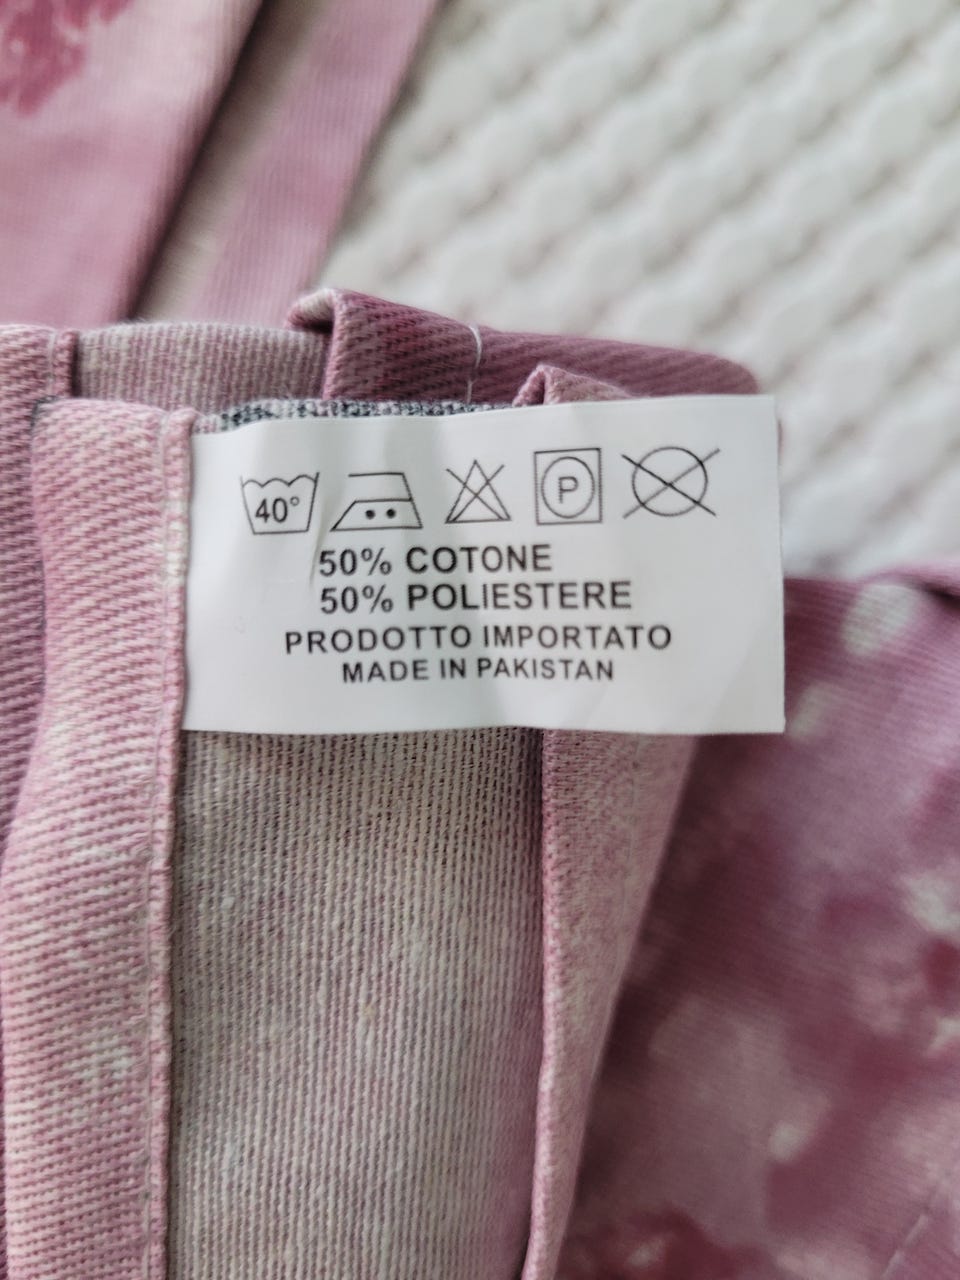 40° P
50% COTONE
50% POLIESTERE
PRODOTTO IMPORTATO
MADE IN PAKISTAN